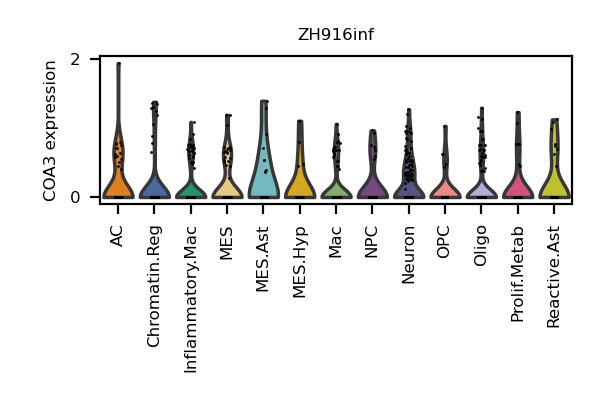 ZH916inf
COA3 expression
2
0
AC
Chromatin.Reg
Inflammatory.Mac
MES
MES.Ast
MES.Hyp
Mac
NPC
Neuron
OPC
Oligo
Prolif.Metab
Reactive.Ast